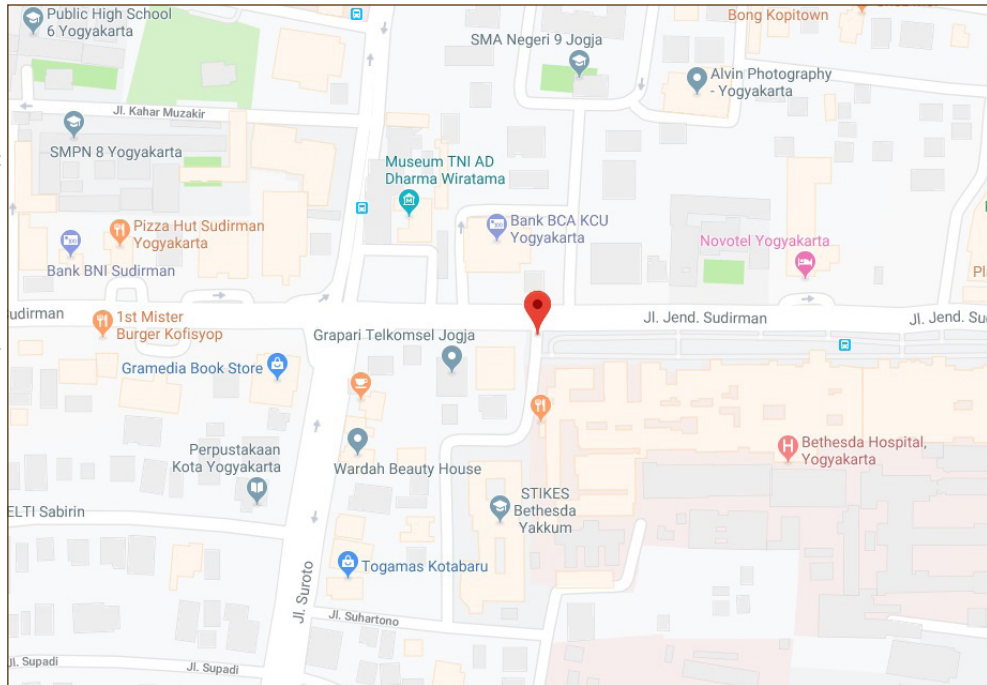 Public High School
6 Yogyakarta
Bong Kopitown
SMA Negeri 9 Jogja
Alvin Photography
- Yogyakarta
Jl. Kahar Muzakir
SMPN 8 Yogyakarta
Museum TNI AD
Dharma Wiratama
Pizza Hut Sudirman
Yogyakarta
Bank BCA KCU
Yogyakarta
Novotel Yogyakarta
Bank BNI Sudirman
Pl
udirman
1st Mister
Burger Kofisyop
Jl. Jend. Sudirman
Jl. Jend. Su
Grapari Telkomsel Jogja
Gramedia Book Store
Perpustakaan
Kota Yogyakarta
Wardah Beauty House
H
Bethesda Hospital,
Yogyakarta
ELTI Sabirin
STIKES
Bethesda
Yakkum
Togamas Kotabaru
Jl. Suroto
Jl. Suhartono
Jl. Supadi
Jl. Supadi